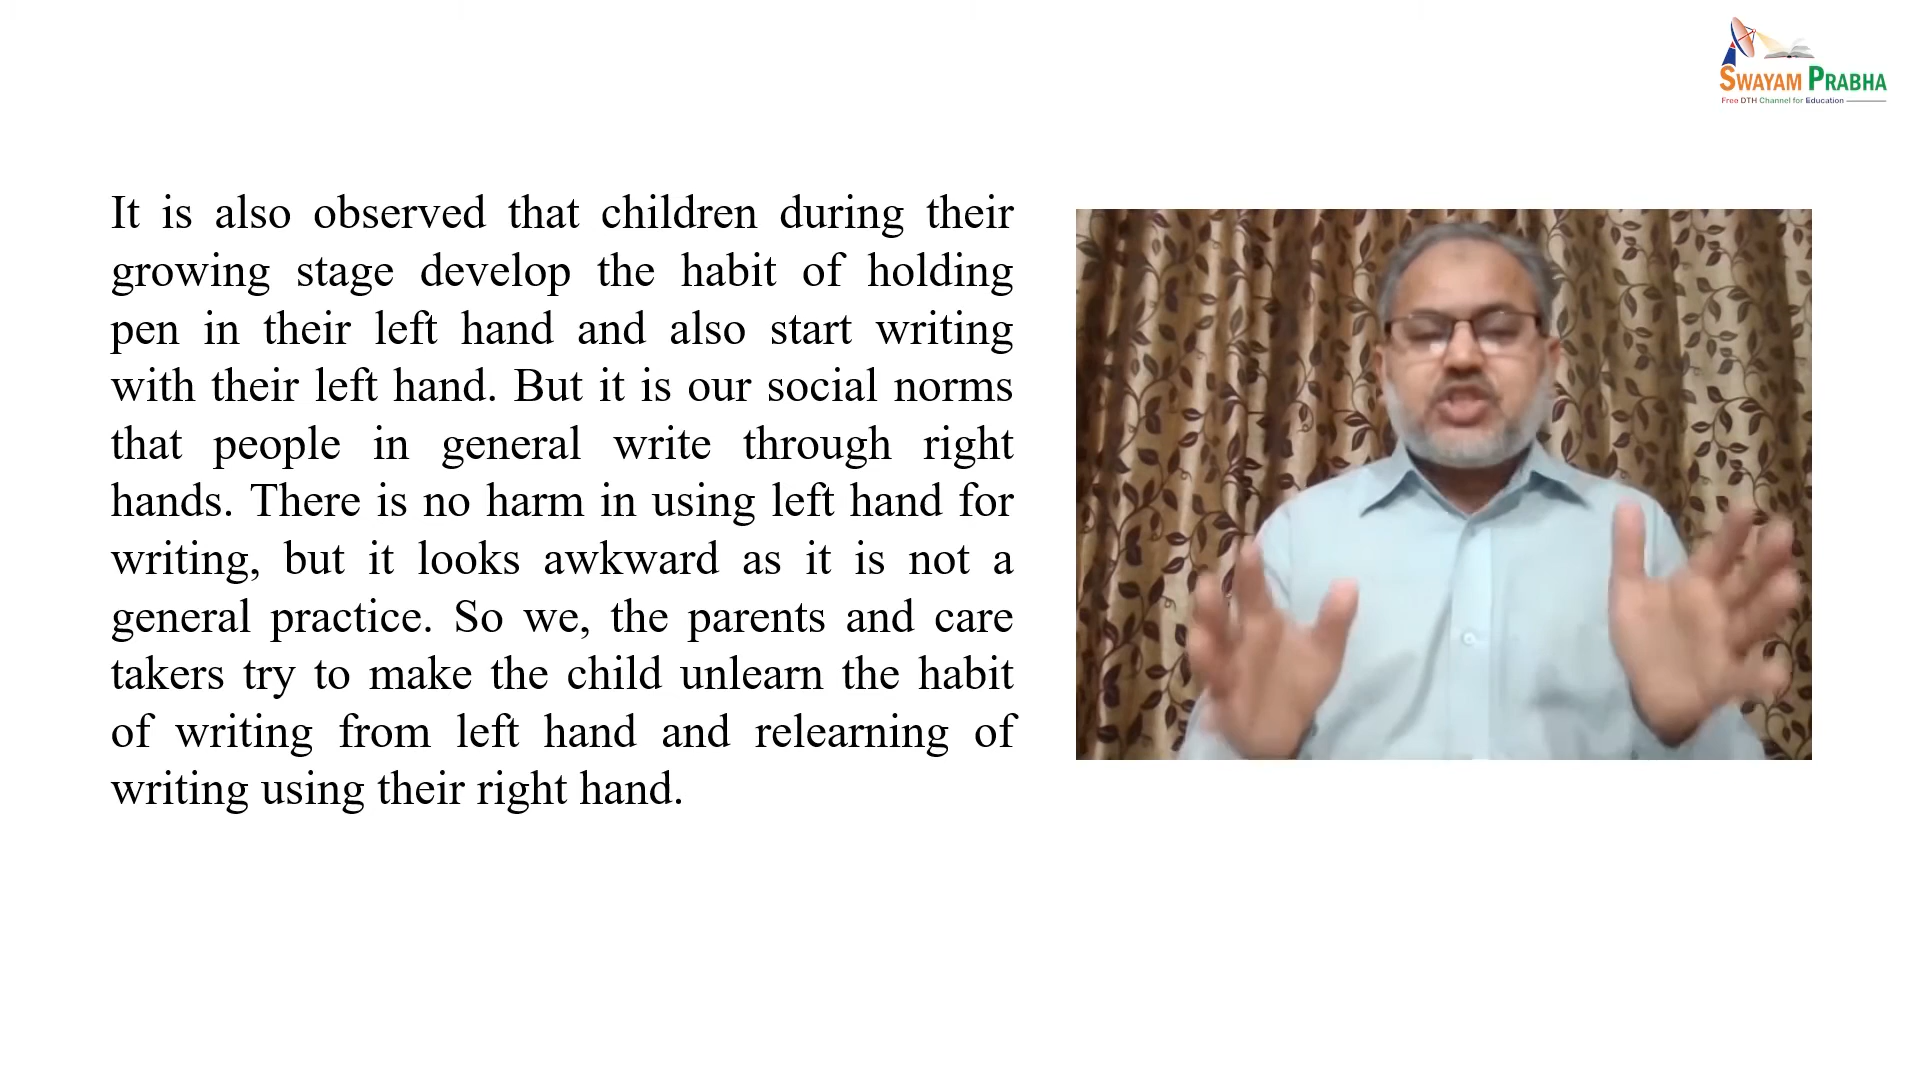 SWAYAM PRABHA
Free DTH Channel for Education
It is also observed that children during their
growing stage develop the habit of holding
pen in their left hand and also start writing
with their left hand. But it is our social norms
that people in general write through right
hands. There is no harm in using left hand for
writing, but it looks awkward as it is not a
general practice. So we, the parents and care
takers try to make the child unlearn the habit
of writing from left hand and relearning of
writing using their right hand.